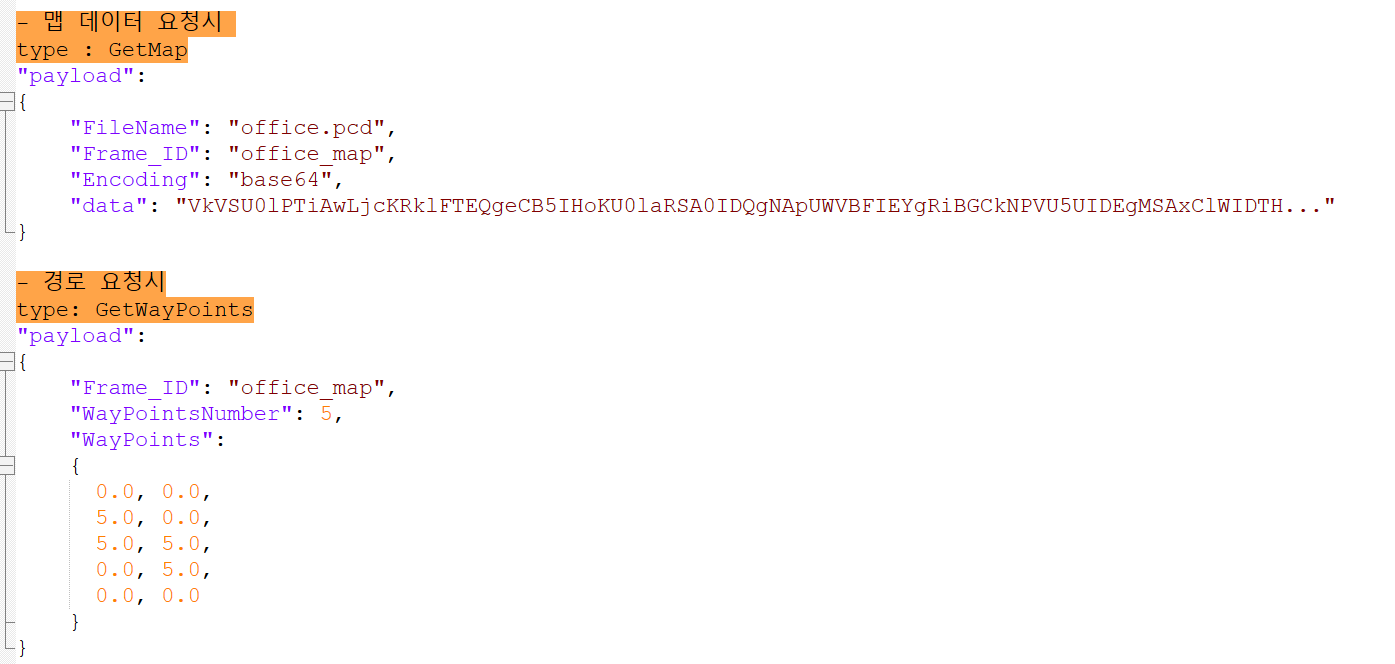 - 맵 데이터 요청시
type : GetMap
"payload":
{
"FileName": "office.pcd",
"Frame_ID": "office_map",
"Encoding": "base64",
"data": "VkVSU0lPTiAwLjcKRklFTEQgeCB5IHoKU0laRSA0IDQgNApUWVBFIEYgRiBGCkNPVU5UIDEgMSAxClWIDTH..."
}
- 경로 요청시
type: GetWayPoints
"payload":
{
"Frame_ID": "office_map",
"WayPointsNumber": 5,
"WayPoints":
{
0.0, 0.0,
5.0, 0.0,
5.0, 5.0,
0.0, 5.0,
0.0, 0.0
}
}